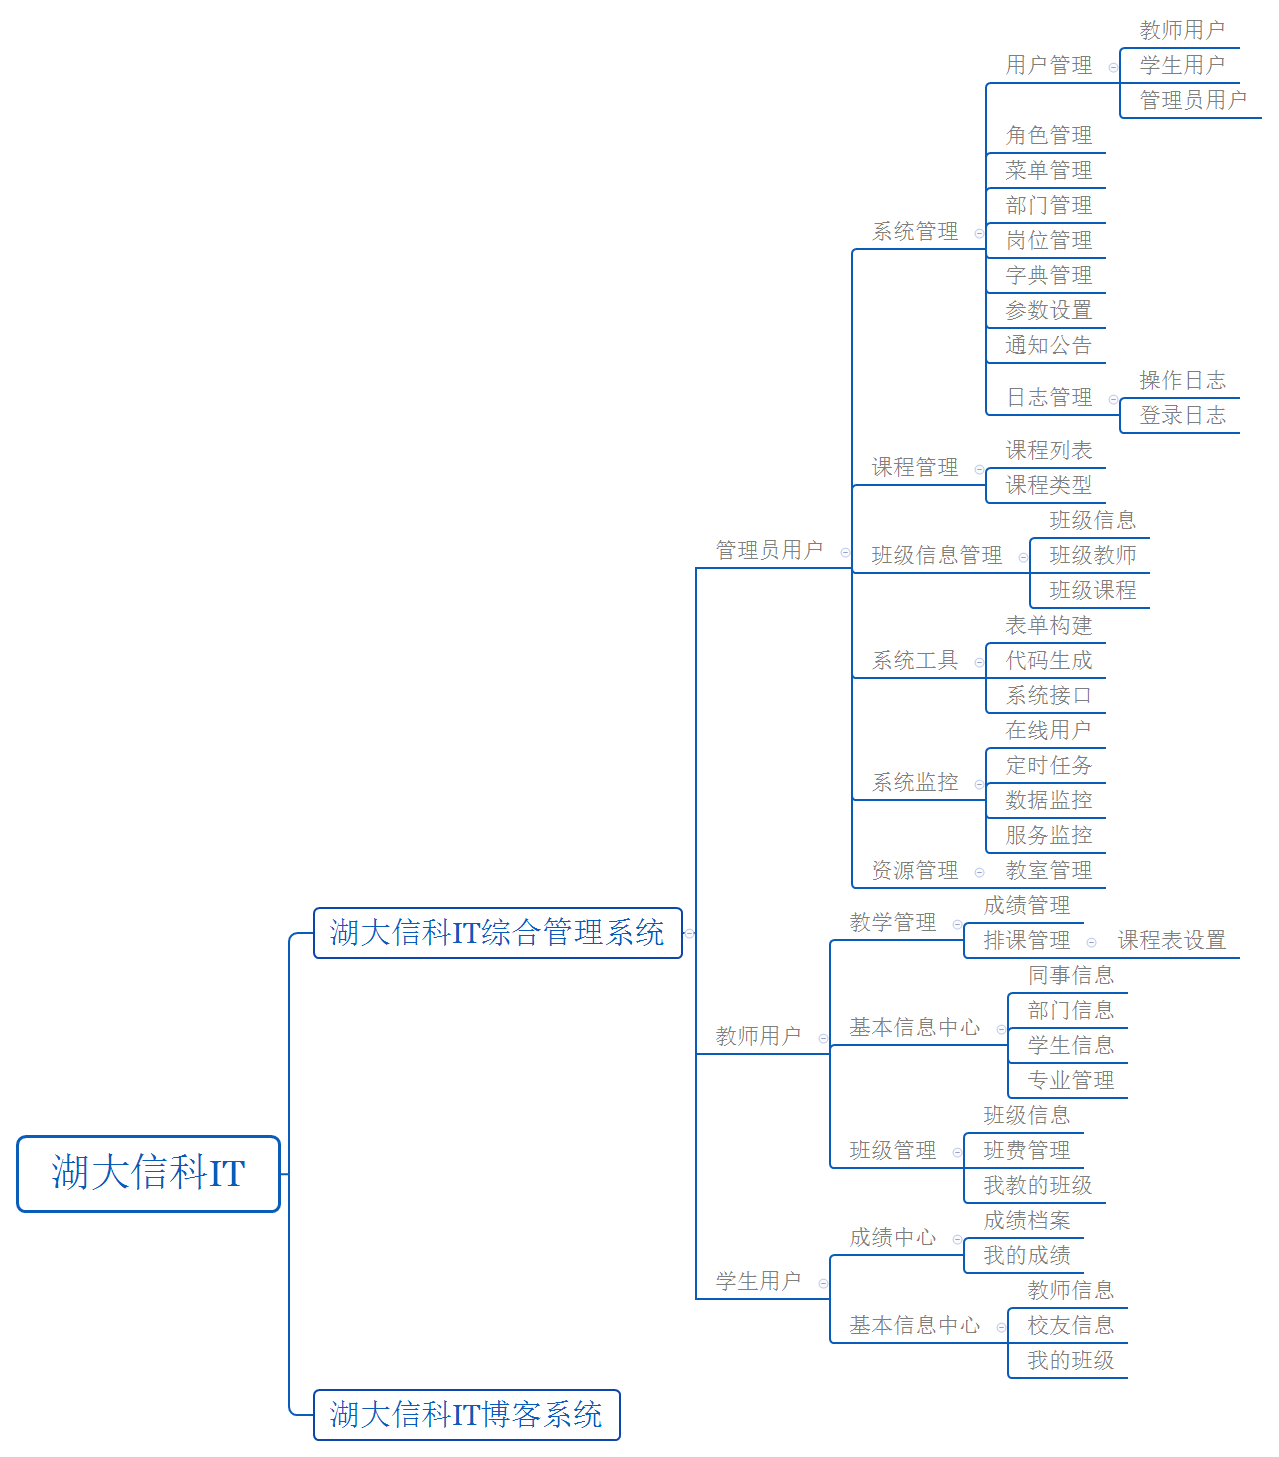 湖大信科IT
湖大信科IT综合管理系统
管理员用户
系统管理
用户管理
教师用户
学生用户
管理员用户
角色管理
菜单管理
部门管理
岗位管理
字典管理
参数设置
通知公告
日志管理
操作日志
登录日志
课程管理
课程列表
课程类型
班级信息管理
班级信息
班级教师
班级课程
系统工具
表单构建
代码生成
系统接口
系统监控
在线用户
定时任务
数据监控
服务监控
资源管理
教室管理
教师用户
教学管理
成绩管理
排课管理
课程表设置
基本信息中心
同事信息
部门信息
学生信息
专业管理
班级管理
班级信息
班费管理
我教的班级
学生用户
成绩中心
成绩档案
我的成绩
基本信息中心
教师信息
校友信息
我的班级
湖大信科IT博客系统